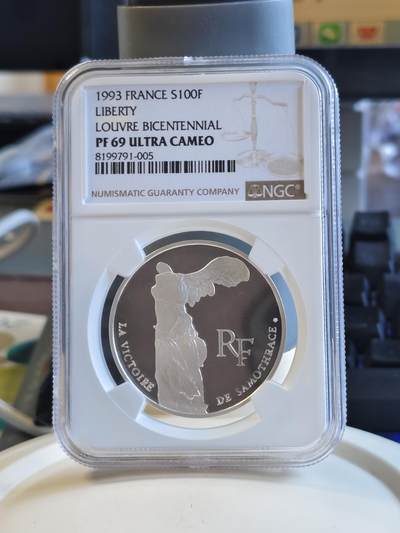 1993 FRANCE S100F
LIBERTY
LOUVRE BICENTENNIAL
PF 69 ULTRA CAMEO
8199791-005
NUMISMATIC GUARANTY COMPANY
NGC
LA VICTOIRE
RF
DE SAMOTHRACE